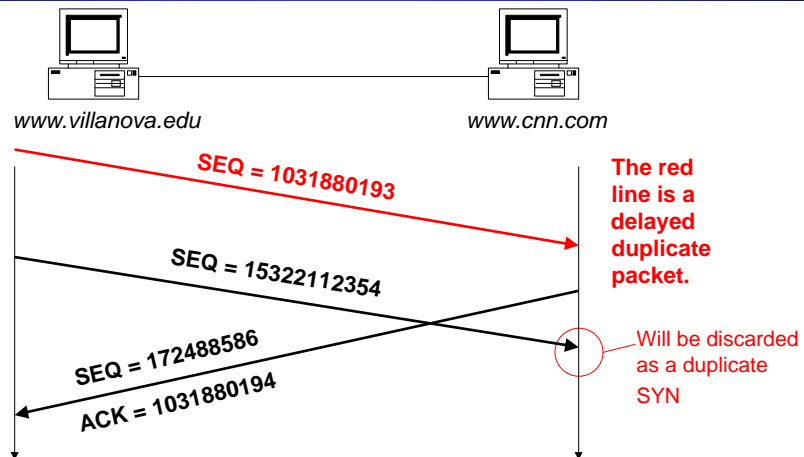 www.villanova.edu
www.cnn.com
SEQ = 1031880193
The red
line is a
delayed
duplicate
packet.
SEQ = 15322112354
Will be discarded
as a duplicate
SYN
SEQ = 172488586
ACK = 1031880194